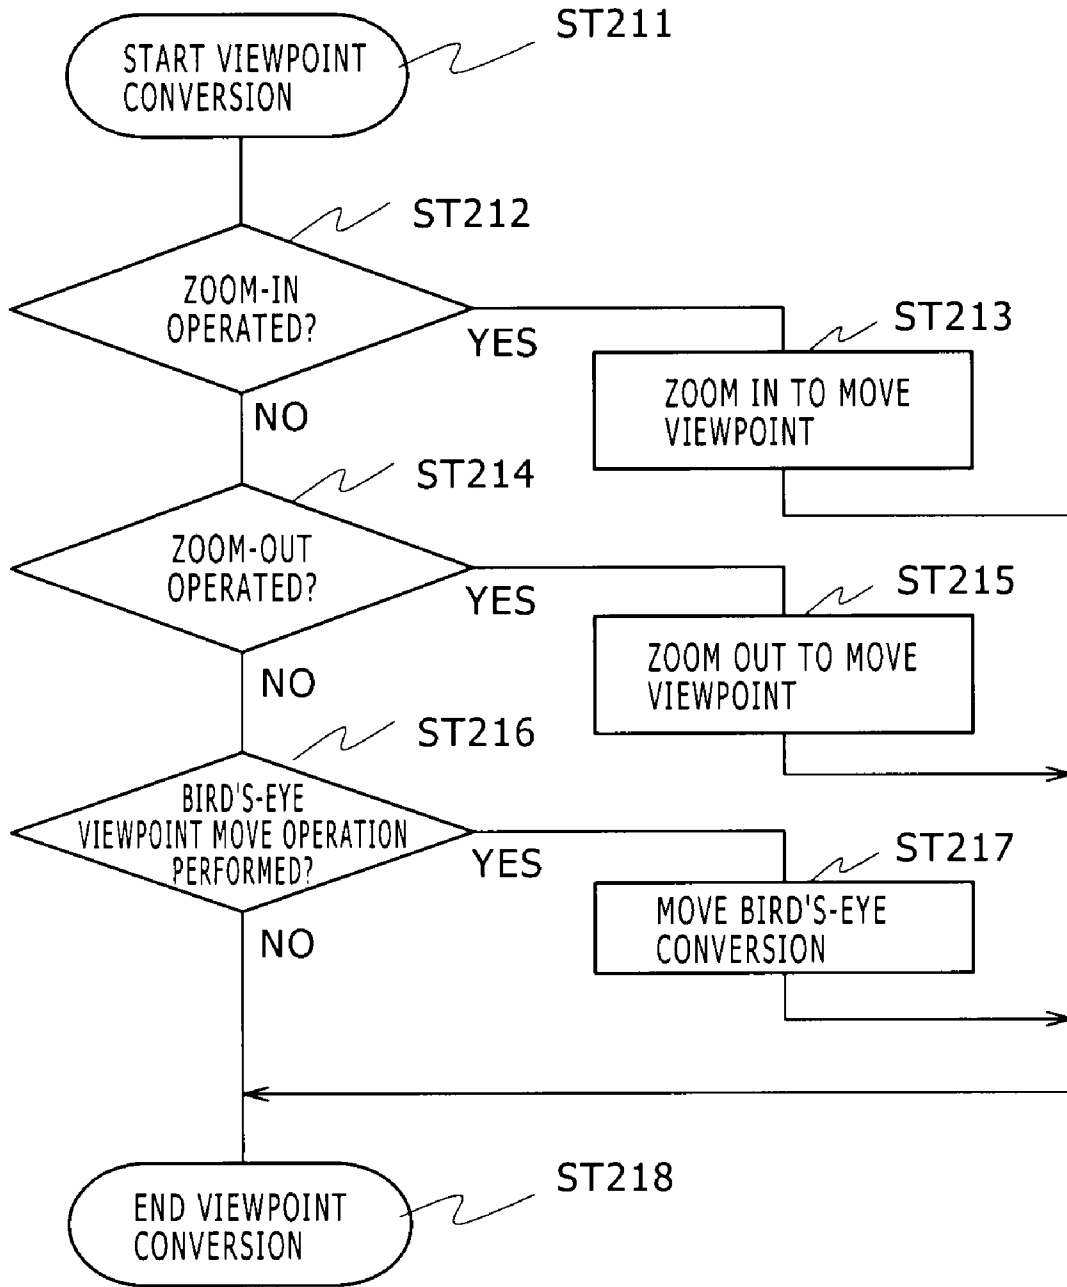 ST211
START VIEWPOINT
CONVERSION
ST212
ZOOM-IN
OPERATED?
YES
NO
ST213
ZOOM IN TO MOVE
VIEWPOINT
ST214
ZOOM-OUT
OPERATED?
YES
NO
ST215
ZOOM OUT TO MOVE
VIEWPOINT
ST216
BIRD'S-EYE
VIEWPOINT MOVE OPERATION
PERFORMED?
YES
NO
ST217
MOVE BIRD'S-EYE
CONVERSION
ST218
END VIEWPOINT
CONVERSION